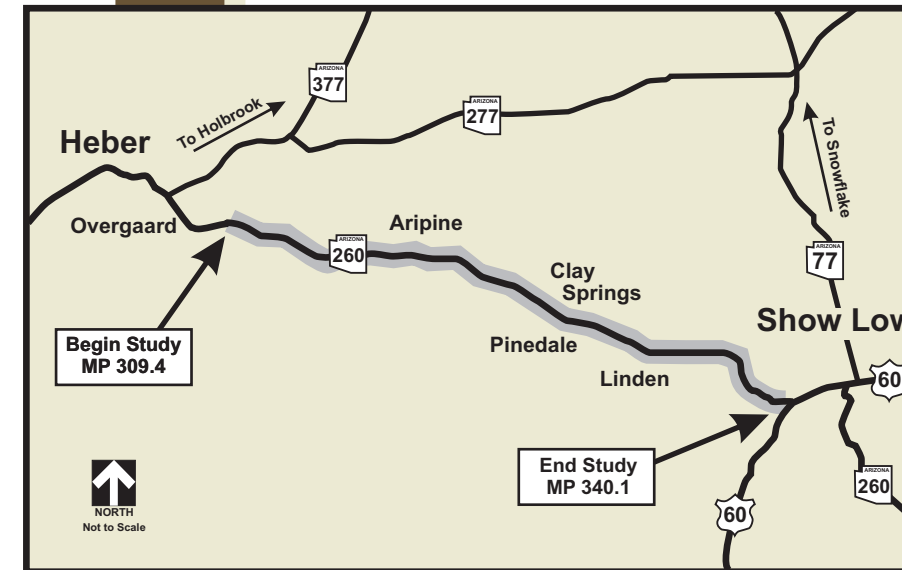 ARIZONA
377
ARIZONA
277
To Holbrook
Heber
To Snowflake
Overgaard
Aripine
ARIZONA
260
ARIZONA
77
Clay
Springs
Show Low
Begin Study
MP 309.4
Pinedale
Linden
60
End Study
MP 340.1
ARIZONA
260
60
NORTH
Not to Scale